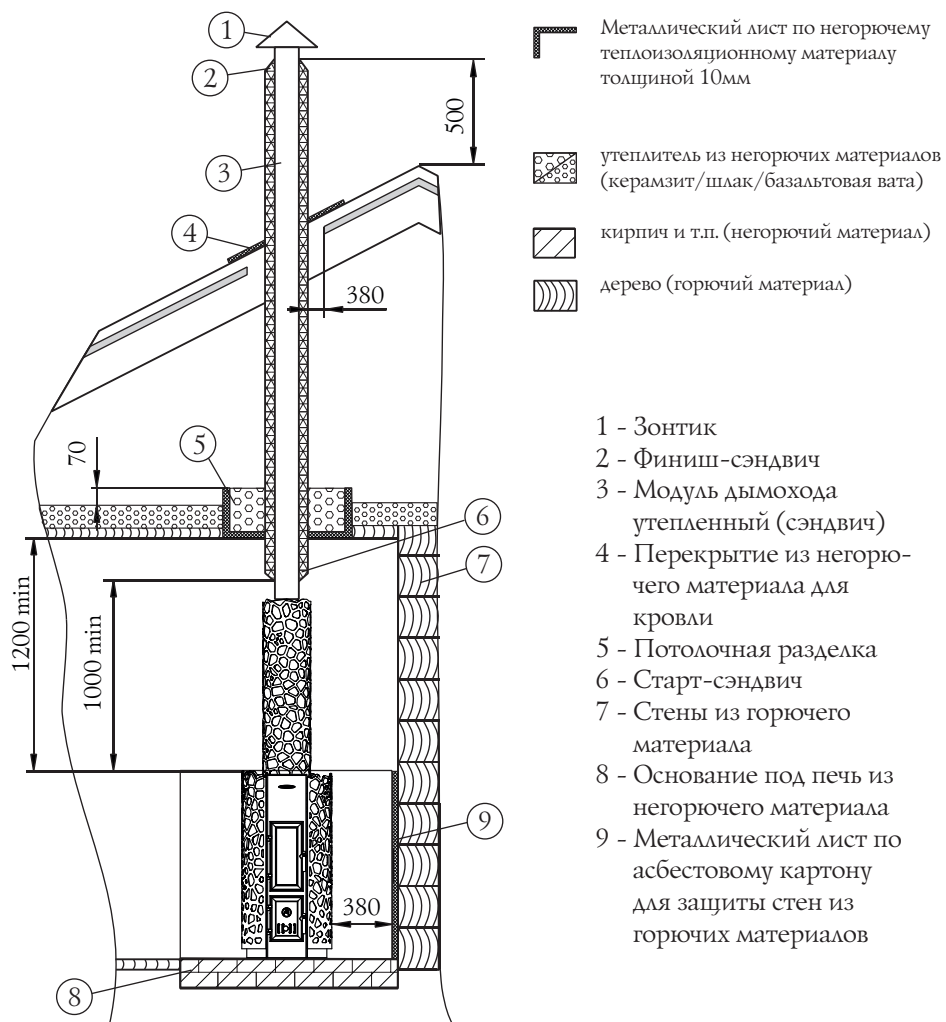 1
2
3
4
5
6
7
8
9
500
380
70
1200 min
1000 min
380
Металлический лист по негорючему
теплоизоляционному материалу
толщиной 10мм
утеплитель из негорючих материалов
(керамзит/шлак/базальтовая вата)
кирпич и т.п. (негорючий материал)
дерево (горючий материал)
1 - Зонтик
2 - Финиш-сэндвич
3 - Модуль дымохода
утепленный (сэндвич)
4 - Перекрытие из негорю-
чего материала для
кровли
5 - Потолочная разделка
6 - Старт-сэндвич
7 - Стены из горючего
материала
8 - Основание под печь из
негорючего материала
9 - Металлический лист по
асбестовому картону
для защиты стен из
горючих материалов